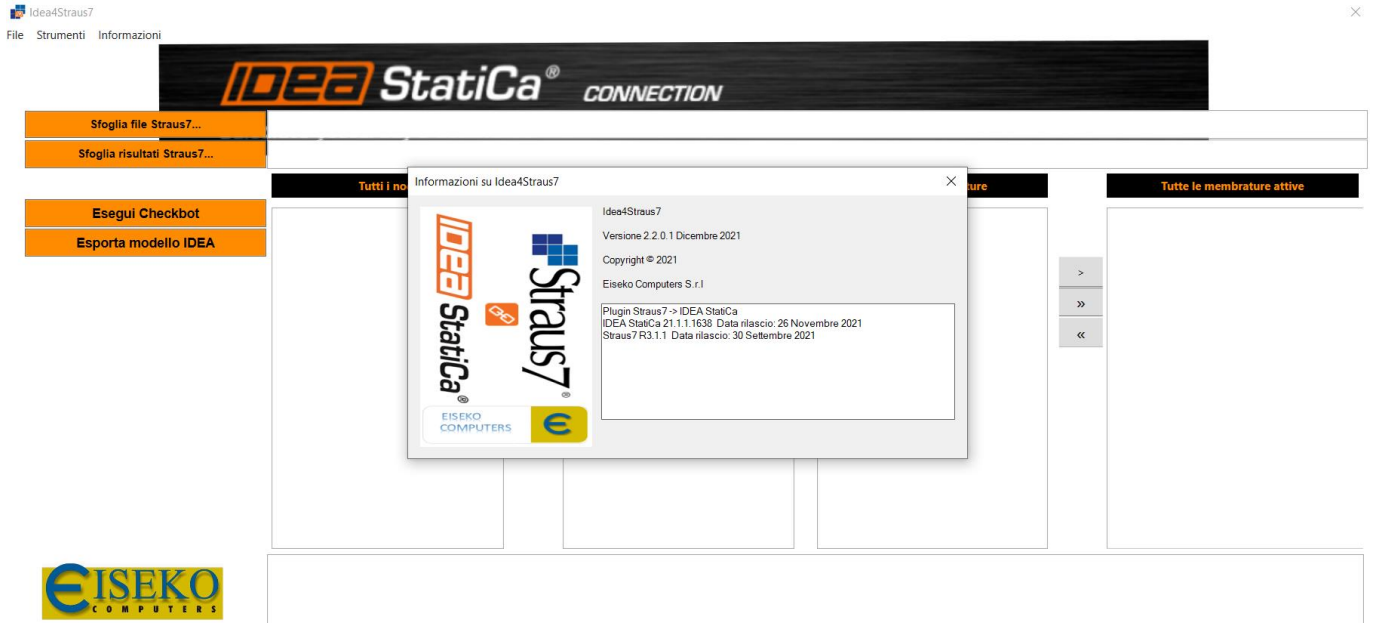 Idea4Straus7
File Strumenti Informazioni
IDEA StatiCa® CONNECTION
Sfoglia file Straus7...
Sfoglia risultati Straus7...
Esegui Checkbot
Esporta modello IDEA
Tutti i no
ture
Tutte le membrature attive
Informazioni su Idea4Straus7
IDEA StatiCa®
Straus7®
EISEKO
COMPUTERS
Idea4Straus7
Versione 2.2.0.1 Dicembre 2021
Copyright © 2021
Eiseko Computers S.r.l
Plugin Straus7 -> IDEA StatiCa
IDEA StatiCa 21.1.1.1638 Data rilascio: 26 Novembre 2021
Straus7 R3.1.1 Data rilascio: 30 Settembre 2021
>
»
«
EISEKO
COMPUTERS